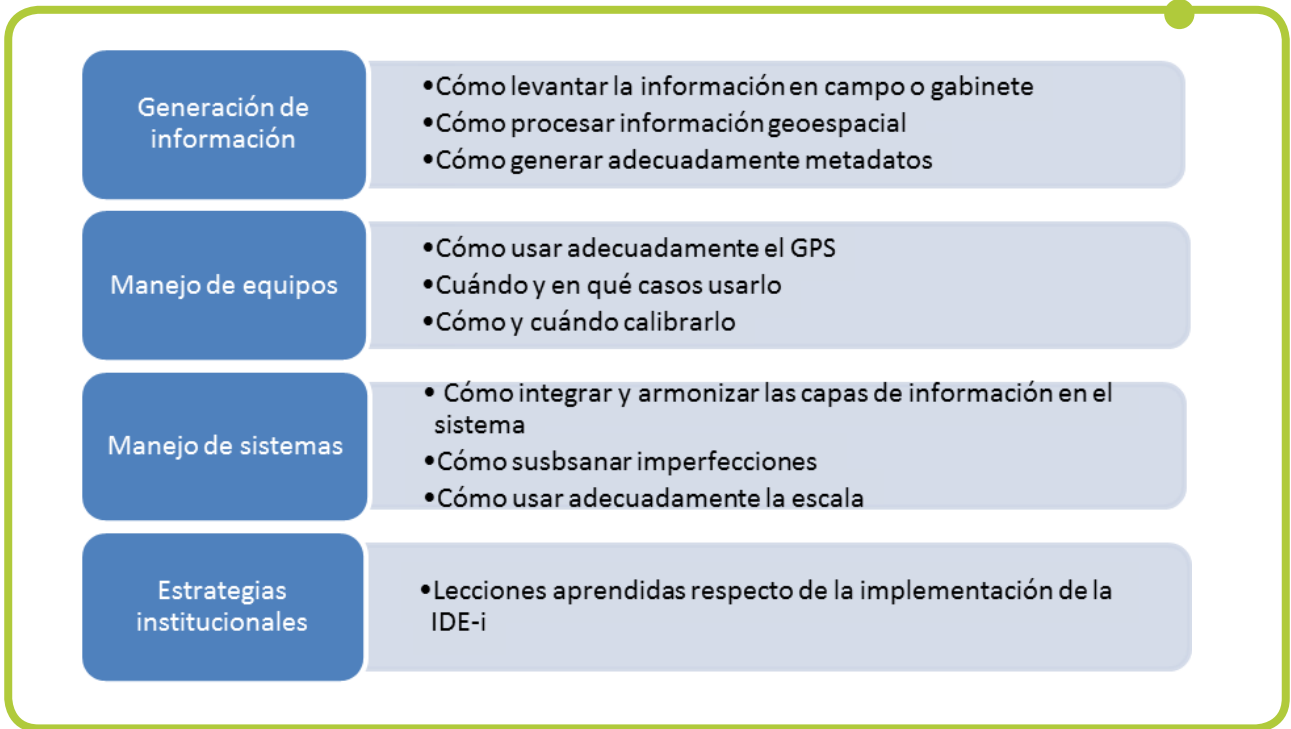 Generación de
información
•Cómo levantar la información en campo o gabinete
•Cómo procesar información geoespacial
•Cómo generar adecuadamente metadatos
Manejo de equipos
•Cómo usar adecuadamente el GPS
•Cuándo y en qué casos usarlo
•Cómo y cuándo calibrarlo
Manejo de sistemas
• Cómo integrar y armonizar las capas de información en el
sistema
•Cómo susbsanar imperfecciones
•Cómo usar adecuadamente la escala
Estrategias
institucionales
•Lecciones aprendidas respecto de la implementación de la
IDE-i